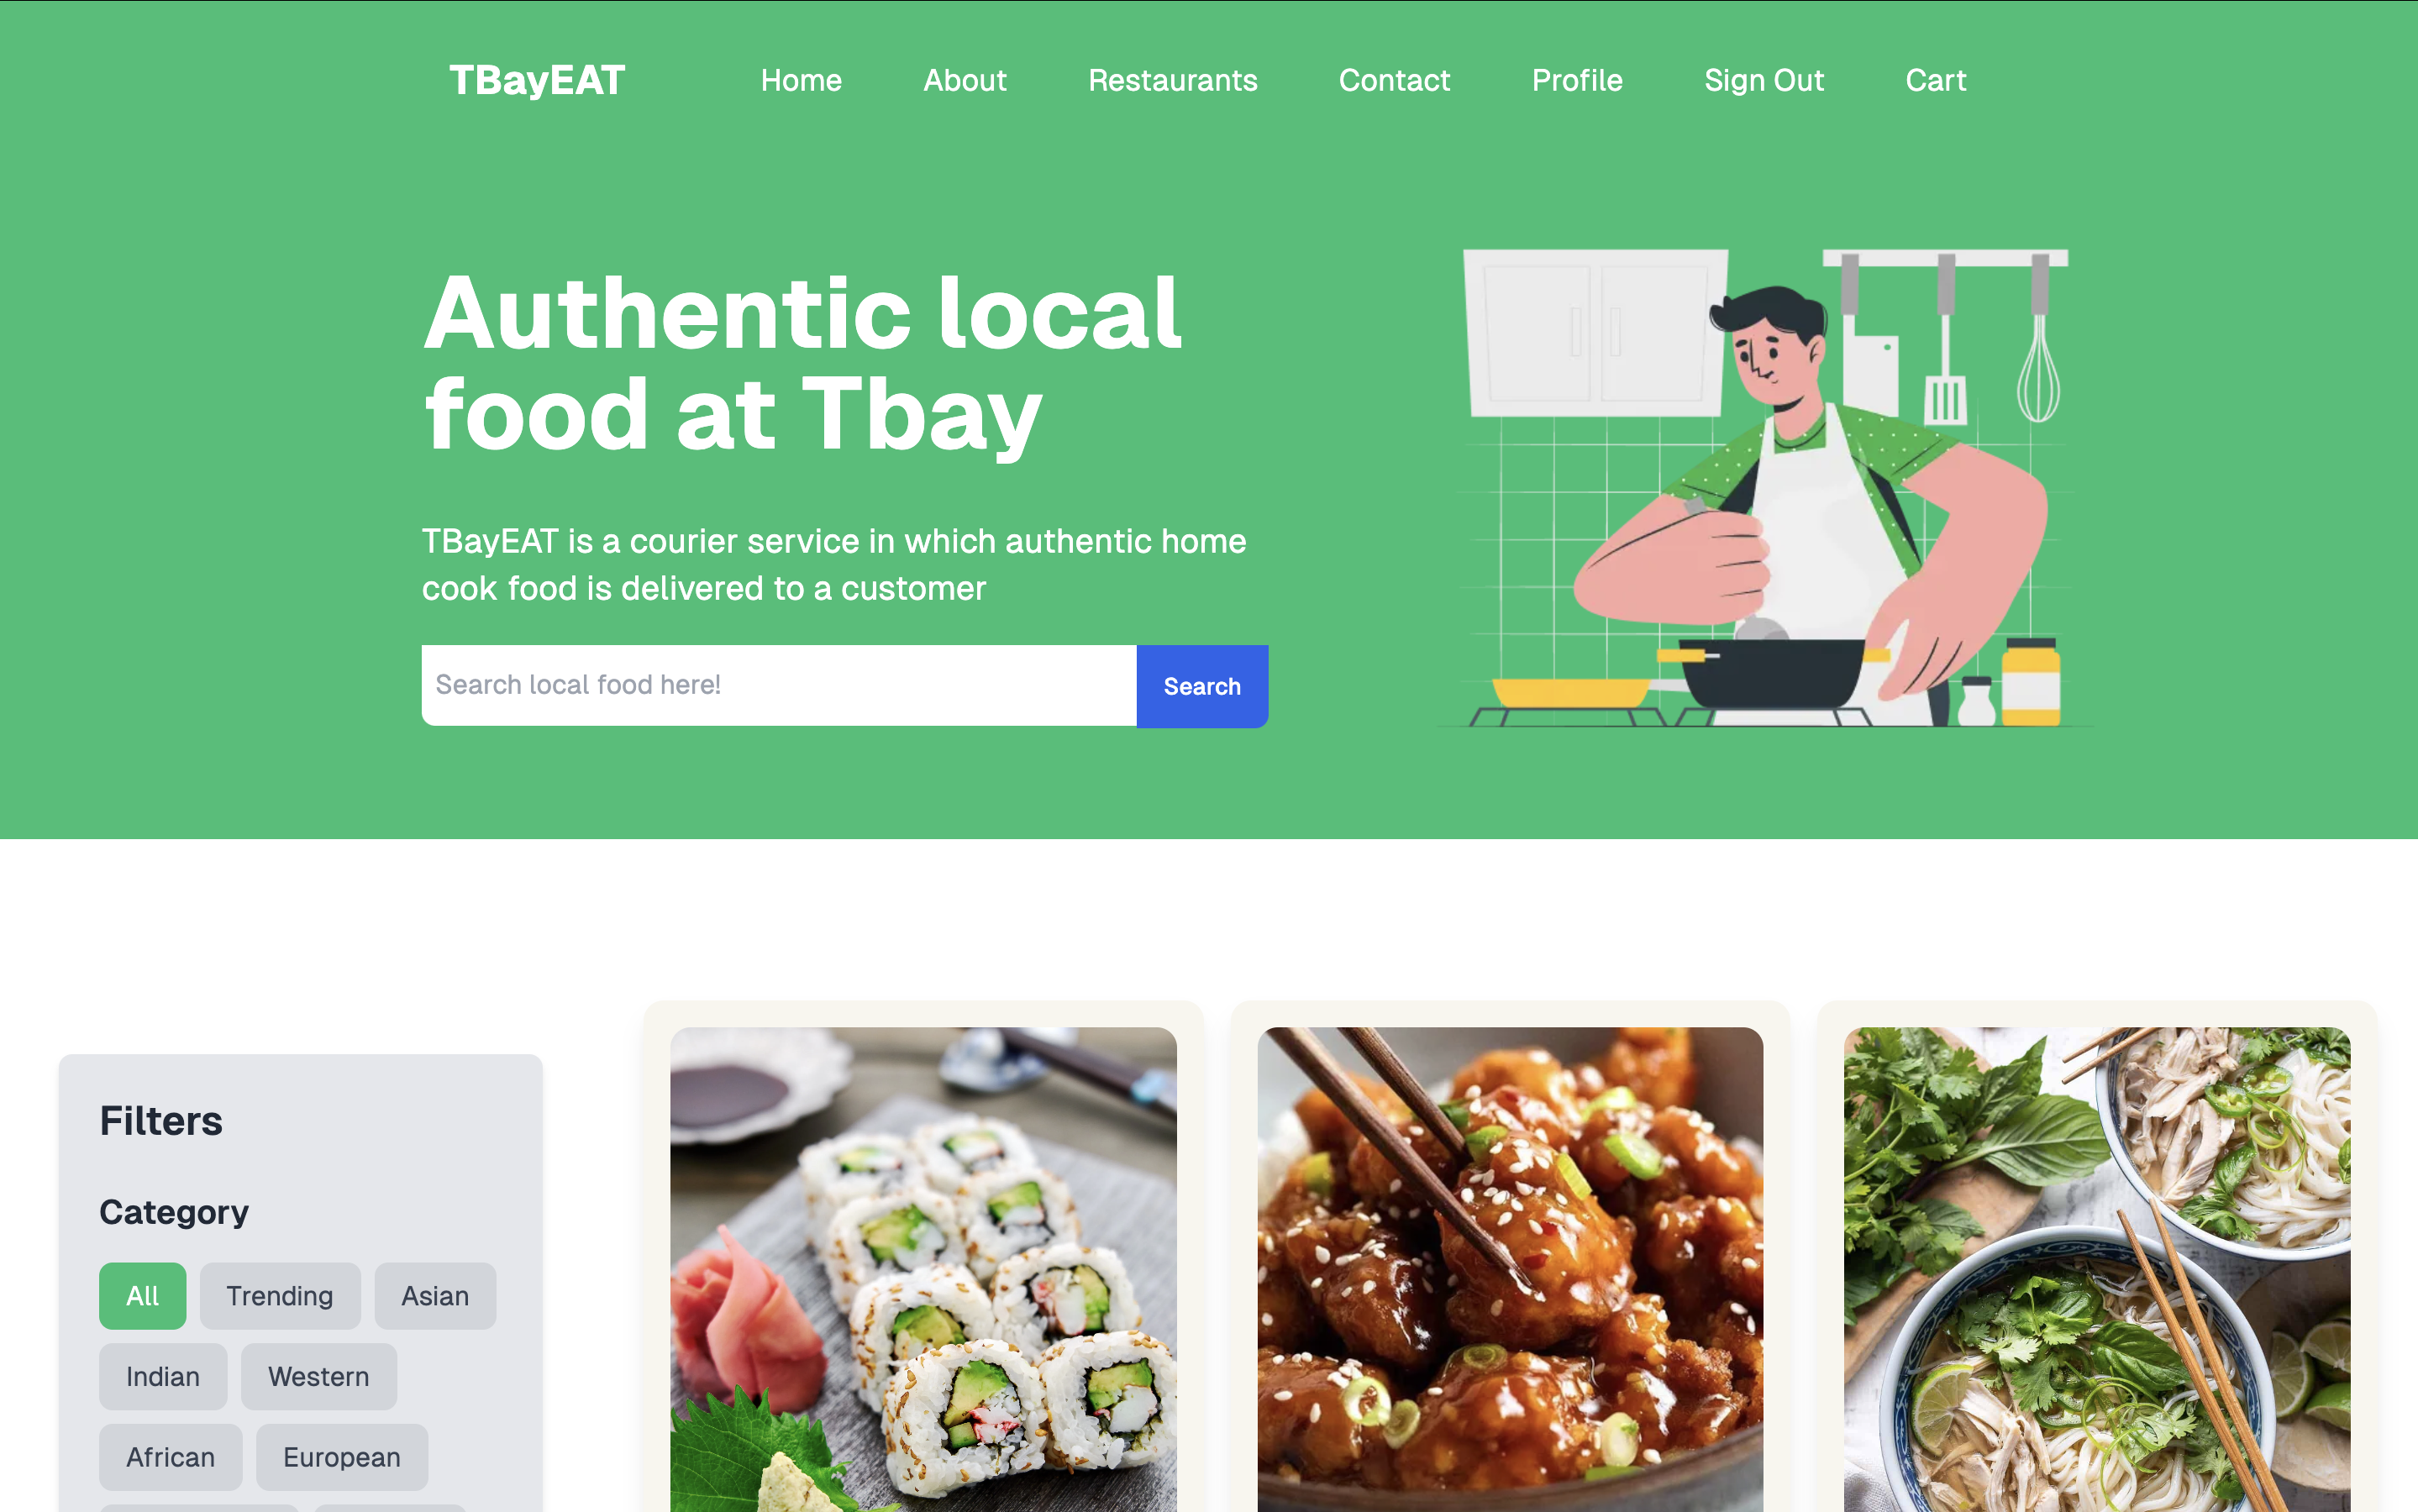 TBayEAT Home About Restaurants Contact Profile Sign Out Cart
Authentic local
food at Tbay
TBayEAT is a courier service in which authentic home
cook food is delivered to a customer
Search local food here! Search
Filters
Category
All Trending Asian
Indian Western
African European